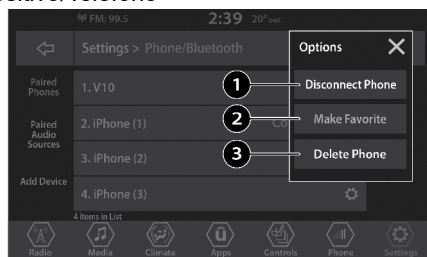 FM: 99.5
2:39
20° OUT
Settings > Phone/Bluetooth
Options
Paired
Phones
1. V10
1
Disconnect Phone
Paired
Audio
Sources
2. iPhone (1)
Co
2
Make Favorite
3. iPhone (2)
3
Delete Phone
Add Device
4. iPhone (3)
4 items in List
Radio
Media
Climate
Apps
Controls
Phone
Settings